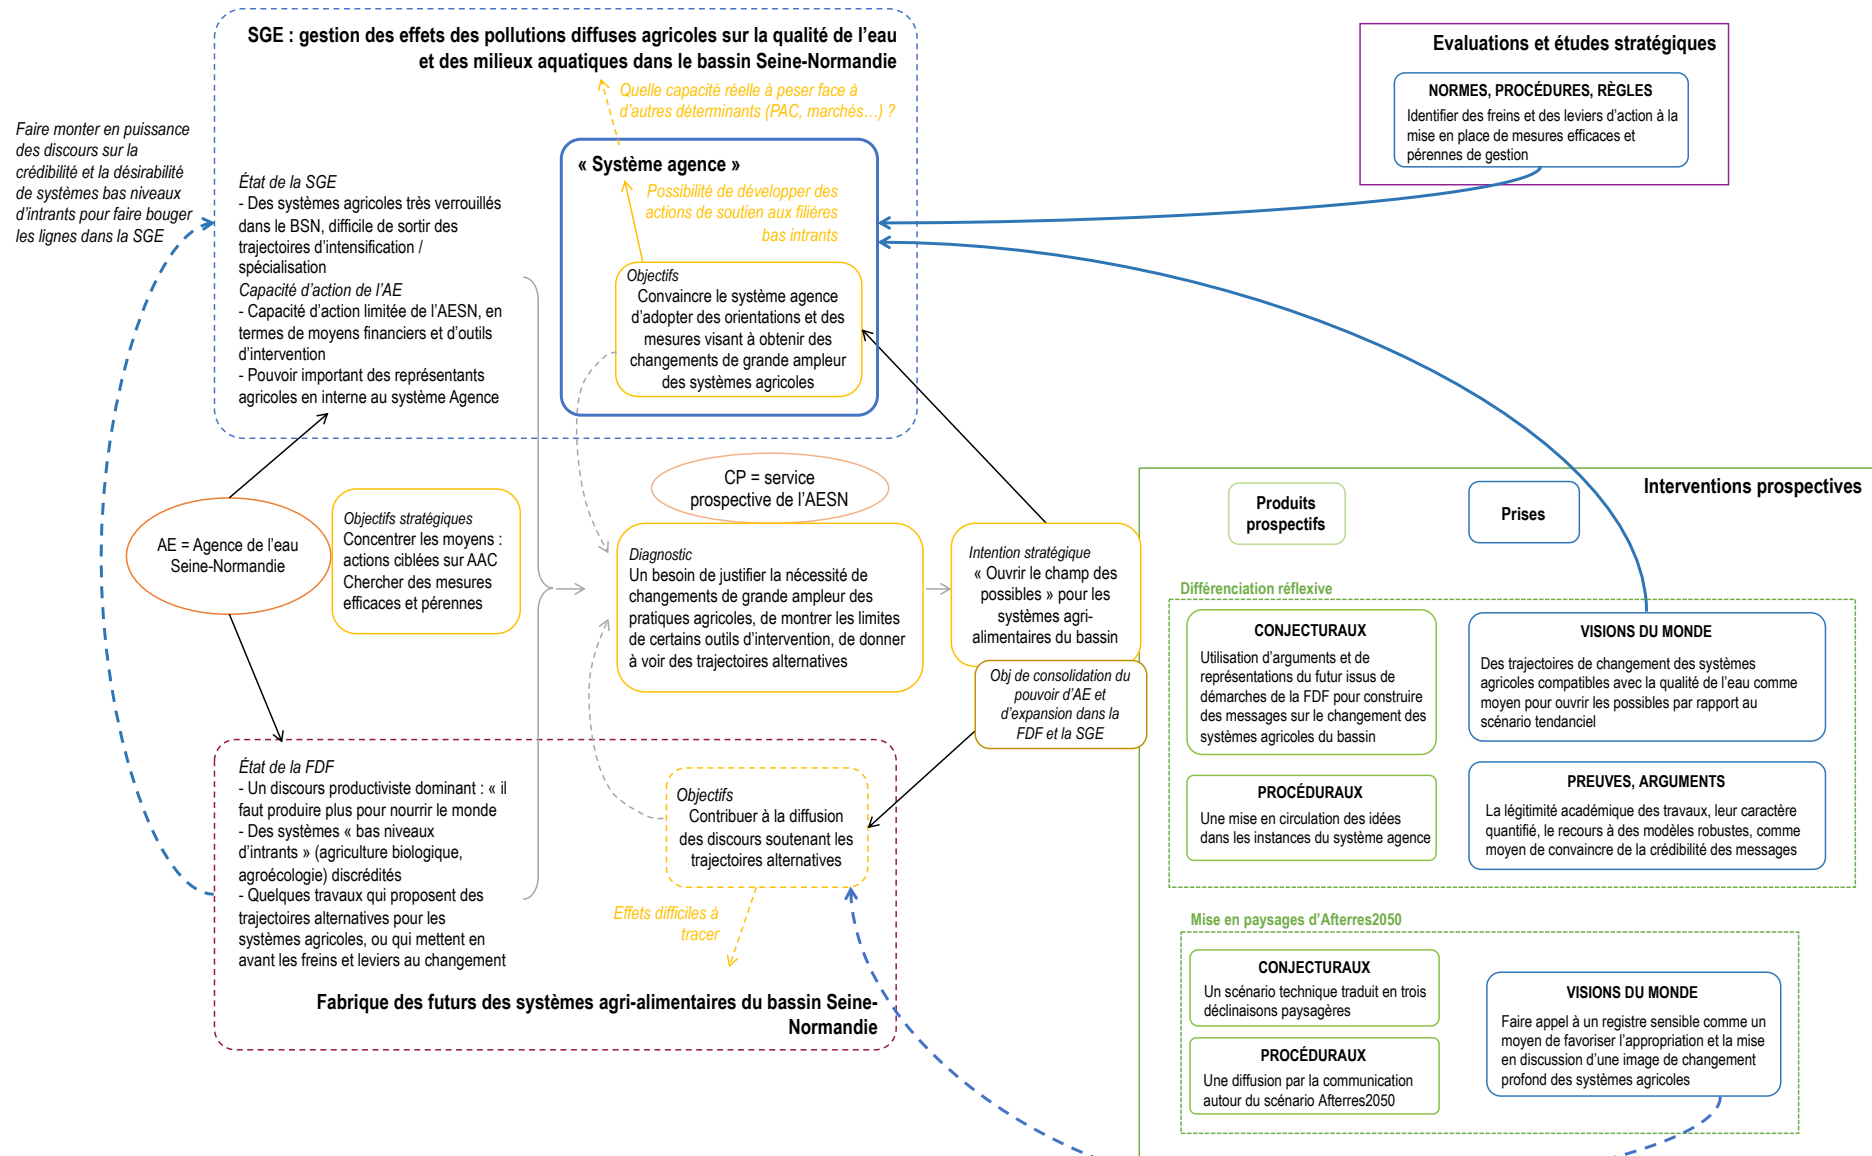 SGE : gestion des effets des pollutions diffuses agricoles sur la qualité de l'eau
et des milieux aquatiques dans le bassin Seine-Normandie
Quelle capacité réelle à peser face à
d'autres déterminants (PAC, marchés…) ?
Faire monter en puissance
des discours sur la
crédibilité et la désirabilité
de systèmes bas niveaux
d'intrants pour faire bouger
les lignes dans la SGE
État de la SGE
- Des systèmes agricoles très verrouillés
dans le BSN, difficile de sortir des
trajectoires d'intensification /
spécialisation
Capacité d'action de l'AE
- Capacité d'action limitée de l'AESN, en
termes de moyens financiers et d'outils
d'intervention
- Pouvoir important des représentants
agricoles en interne au système Agence
« Système agence »
Possibilité de développer des
actions de soutien aux filières
bas intrants
Objectifs
Convaincre le système agence
d'adopter des orientations et des
mesures visant à obtenir des
changements de grande ampleur
des systèmes agricoles
Evaluations et études stratégiques
NORMES, PROCÉDURES, RÈGLES
Identifier des freins et des leviers d'action à la
mise en place de mesures efficaces et
pérennes de gestion
AE = Agence de l'eau
Seine-Normandie
Objectifs stratégiques
Concentrer les moyens :
actions ciblées sur AAC
Chercher des mesures
efficaces et pérennes
CP = service
prospective de l'AESN
Diagnostic
Un besoin de justifier la nécessité de
changements de grande ampleur des
pratiques agricoles, de montrer les limites
de certains outils d'intervention, de donner
à voir des trajectoires alternatives
Intention stratégique
« Ouvrir le champ des
possibles » pour les
systèmes agri-
alimentaires du bassin
Obj de consolidation du
pouvoir d'AE et
d'expansion dans la
FDF et la SGE
État de la FDF
- Un discours productiviste dominant : « il
faut produire plus pour nourrir le monde
- Des systèmes « bas niveaux
d'intrants » (agriculture biologique,
agroécologie) discrédités
- Quelques travaux qui proposent des
trajectoires alternatives pour les
systèmes agricoles, ou qui mettent en
avant les freins et leviers au changement
Objectifs
Contribuer à la diffusion
des discours soutenant les
trajectoires alternatives
Effets difficiles à
tracer
Fabrique des futurs des systèmes agri-alimentaires du bassin Seine-
Normandie
Interventions prospectives
Produits
prospectifs
Prises
Différenciation réflexive
CONJECTURAUX
Utilisation d'arguments et de
représentations du futur issus de
démarches de la FDF pour construire
des messages sur le changement des
systèmes agricoles du bassin
VISIONS DU MONDE
Des trajectoires de changement des systèmes
agricoles compatibles avec la qualité de l'eau comme
moyen pour ouvrir les possibles par rapport au
scénario tendanciel
PROCÉDURAUX
Une mise en circulation des idées
dans les instances du système agence
PREUVES, ARGUMENTS
La légitimité académique des travaux, leur caractère
quantifié, le recours à des modèles robustes, comme
moyen de convaincre de la crédibilité des messages
Mise en paysages d'Afterres2050
CONJECTURAUX
Un scénario technique traduit en trois
déclinaisons paysagères
PROCÉDURAUX
Une diffusion par la communication
autour du scénario Afterres2050
VISIONS DU MONDE
Faire appel à un registre sensible comme un
moyen de favoriser l'appropriation et la mise
en discussion d'une image de changement
profond des systèmes agricoles